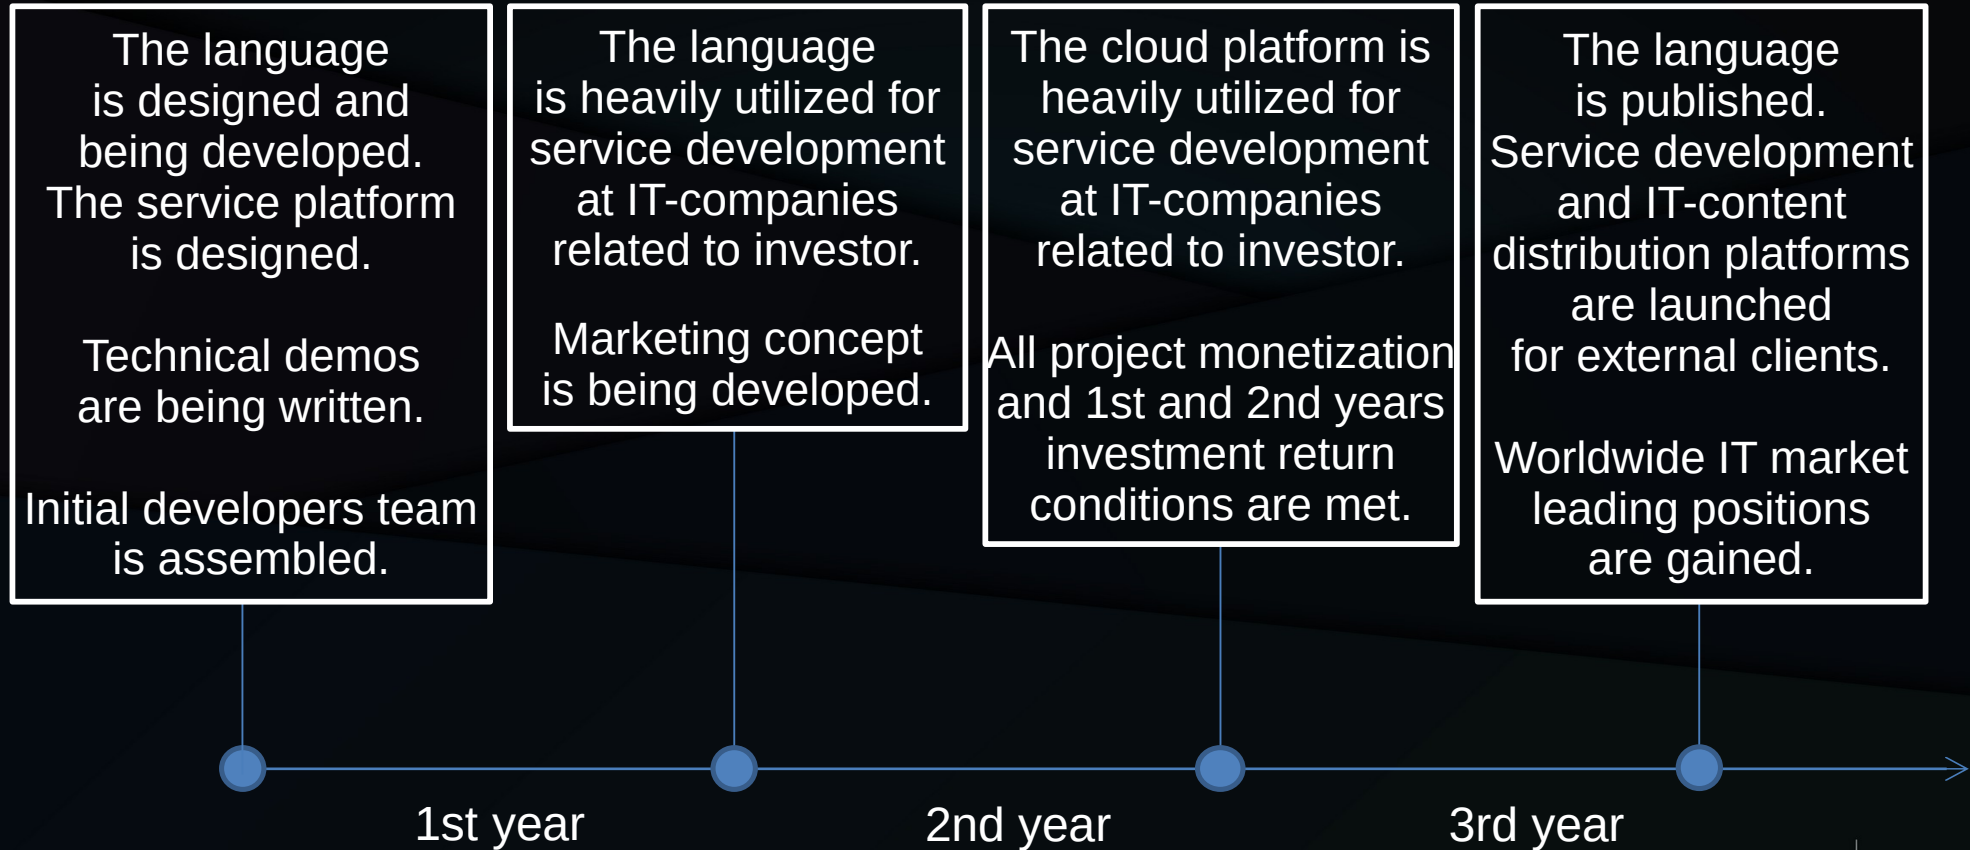 The language
is designed and
being developed.
The service platform
is designed.
Technical demos
are being written.
Initial developers team
is assembled.
The language
is heavily utilized for
service development
at IT-companies
related to investor.
Marketing concept
is being developed.
The cloud platform is
heavily utilized for
service development
at IT-companies
related to investor.
All project monetization
and 1st and 2nd years
investment return
conditions are met.
The language
is published.
Service development
and IT-content
distribution platforms
are launched
for external clients.
Worldwide IT market
leading positions
are gained.
1st year
2nd year
3rd year